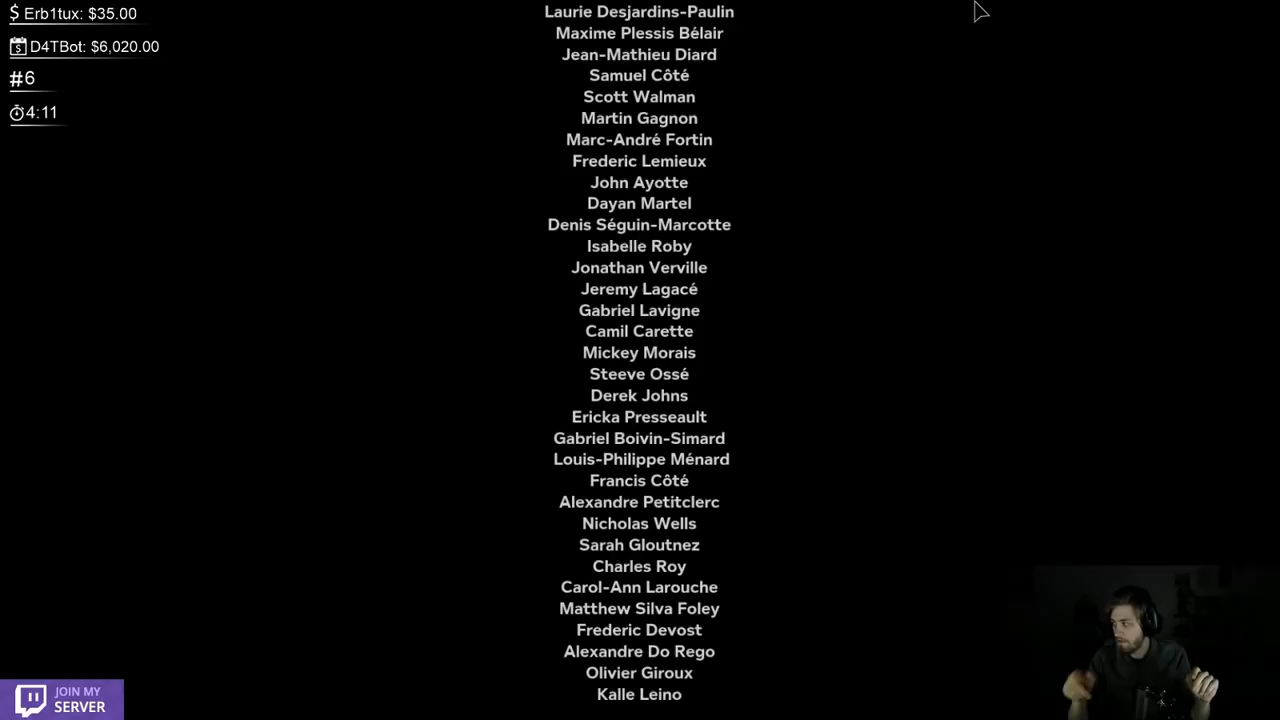 $ Erb1tux: $35.00
D4TBot: $6,020.00
#6
4:11
Laurie Desjardins-Paulin
Maxime Plessis Bélair
Jean-Mathieu Diard
Samuel Côté
Scott Walman
Martin Gagnon
Marc-André Fortin
Frederic Lemieux
John Ayotte
Dayan Martel
Denis Séguin-Marcotte
Isabelle Roby
Jonathan Verville
Jeremy Lagacé
Gabriel Lavigne
Camil Carette
Mickey Morais
Steeve Ossé
Derek Johns
Ericka Presseault
Gabriel Boivin-Simard
Louis-Philippe Ménard
Francis Côté
Alexandre Petitclerc
Nicholas Wells
Sarah Gloutnez
Charles Roy
Carol-Ann Larouche
Matthew Silva Foley
Frederic Devost
Alexandre Do Rego
Olivier Giroux
Kalle Leino
JOIN MY
SERVER